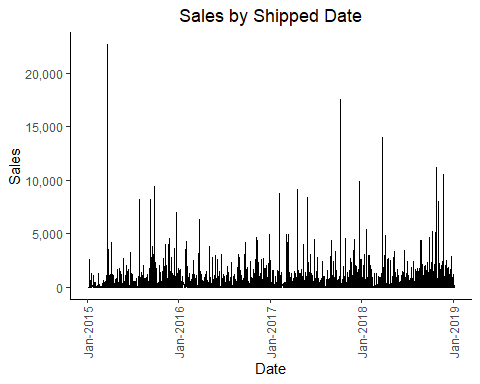 Sales by Shipped Date
Sales
20,000
15,000
10,000
5,000
0
Jan-2015
Jan-2016
Jan-2017
Jan-2018
Jan-2019
Date